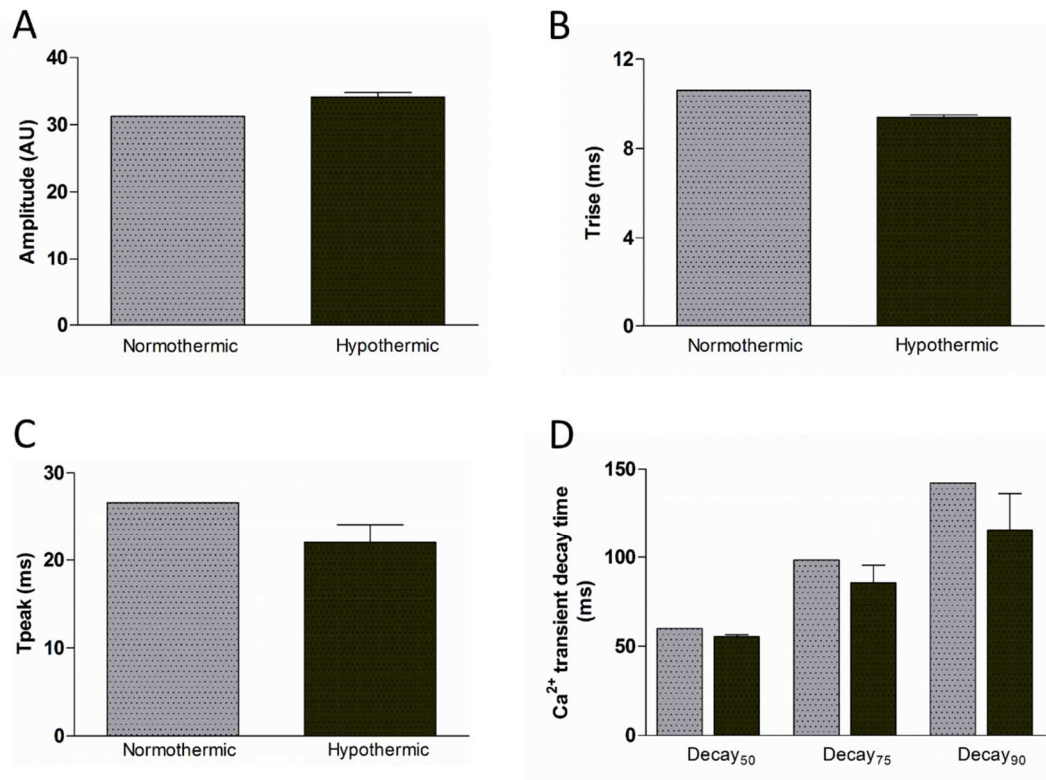 A
Amplitude (AU)
40
30
20
10
0
Normothermic Hypothermic
B
Trise (ms)
12
8
4
0
Normothermic Hypothermic
C
Tpeak (ms)
30
20
10
0
Normothermic Hypothermic
D
Ca²⁺ transient decay time
(ms)
150
100
50
0
Decay₅₀ Decay₇₅ Decay₉₀